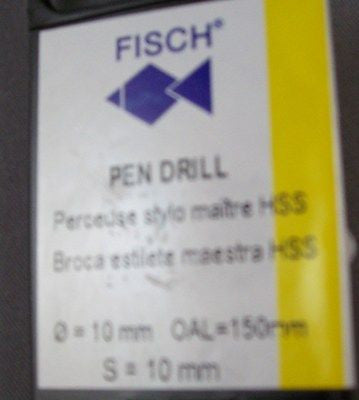 FISCH®
PEN DRILL
Perceuse stylo maître HSS
Broca estilete maestra HSS
Ø = 10 mm OAL=150mm
S = 10 mm